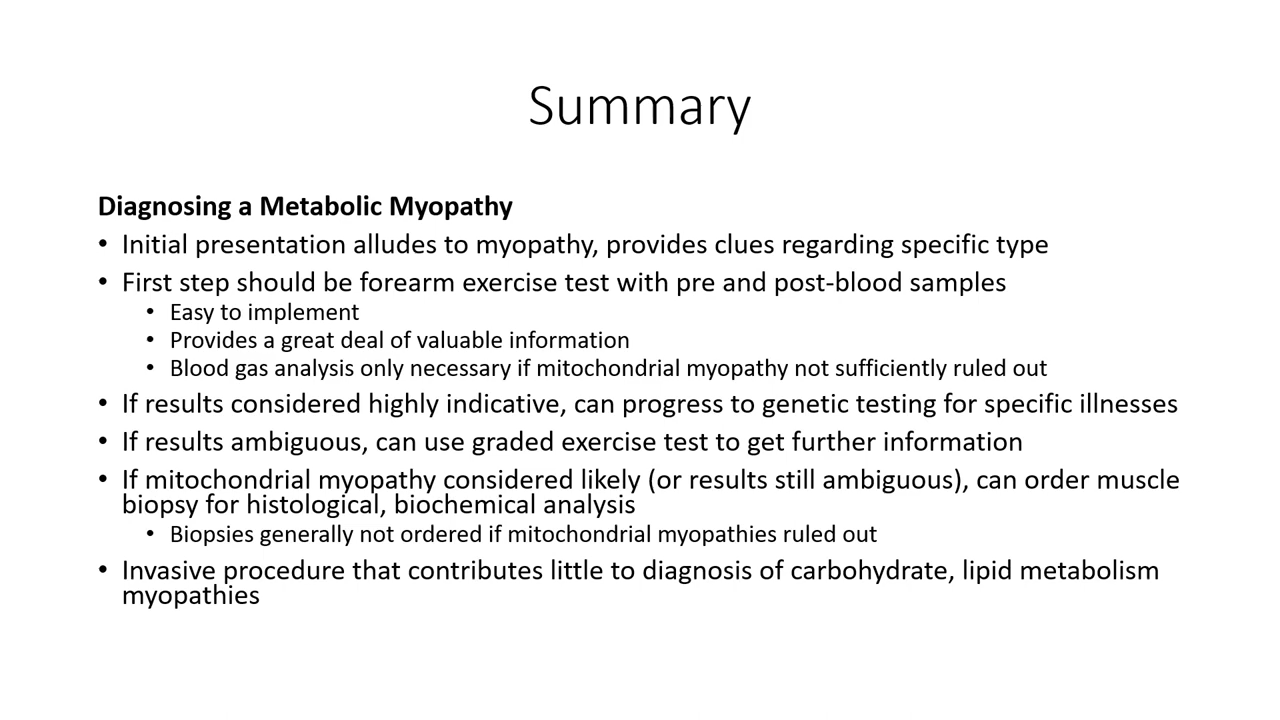 Summary
Diagnosing a Metabolic Myopathy
• Initial presentation alludes to myopathy, provides clues regarding specific type
• First step should be forearm exercise test with pre and post-blood samples
• Easy to implement
• Provides a great deal of valuable information
• Blood gas analysis only necessary if mitochondrial myopathy not sufficiently ruled out
• If results considered highly indicative, can progress to genetic testing for specific illnesses
• If results ambiguous, can use graded exercise test to get further information
• If mitochondrial myopathy considered likely (or results still ambiguous), can order muscle
biopsy for histological, biochemical analysis
• Biopsies generally not ordered if mitochondrial myopathies ruled out
• Invasive procedure that contributes little to diagnosis of carbohydrate, lipid metabolism
myopathies